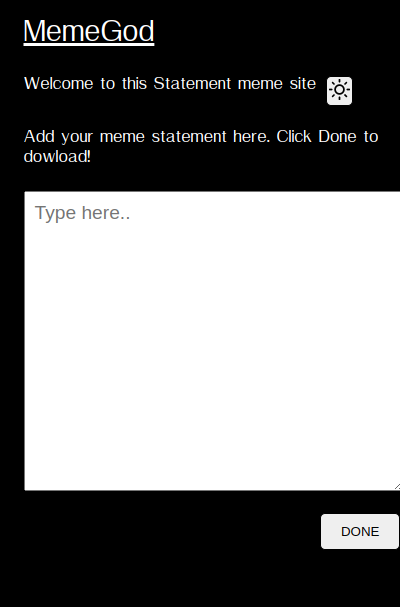 MemeGod
Welcome to this Statement meme site
Add your meme statement here. Click Done to
dowload!
Type here..
DONE